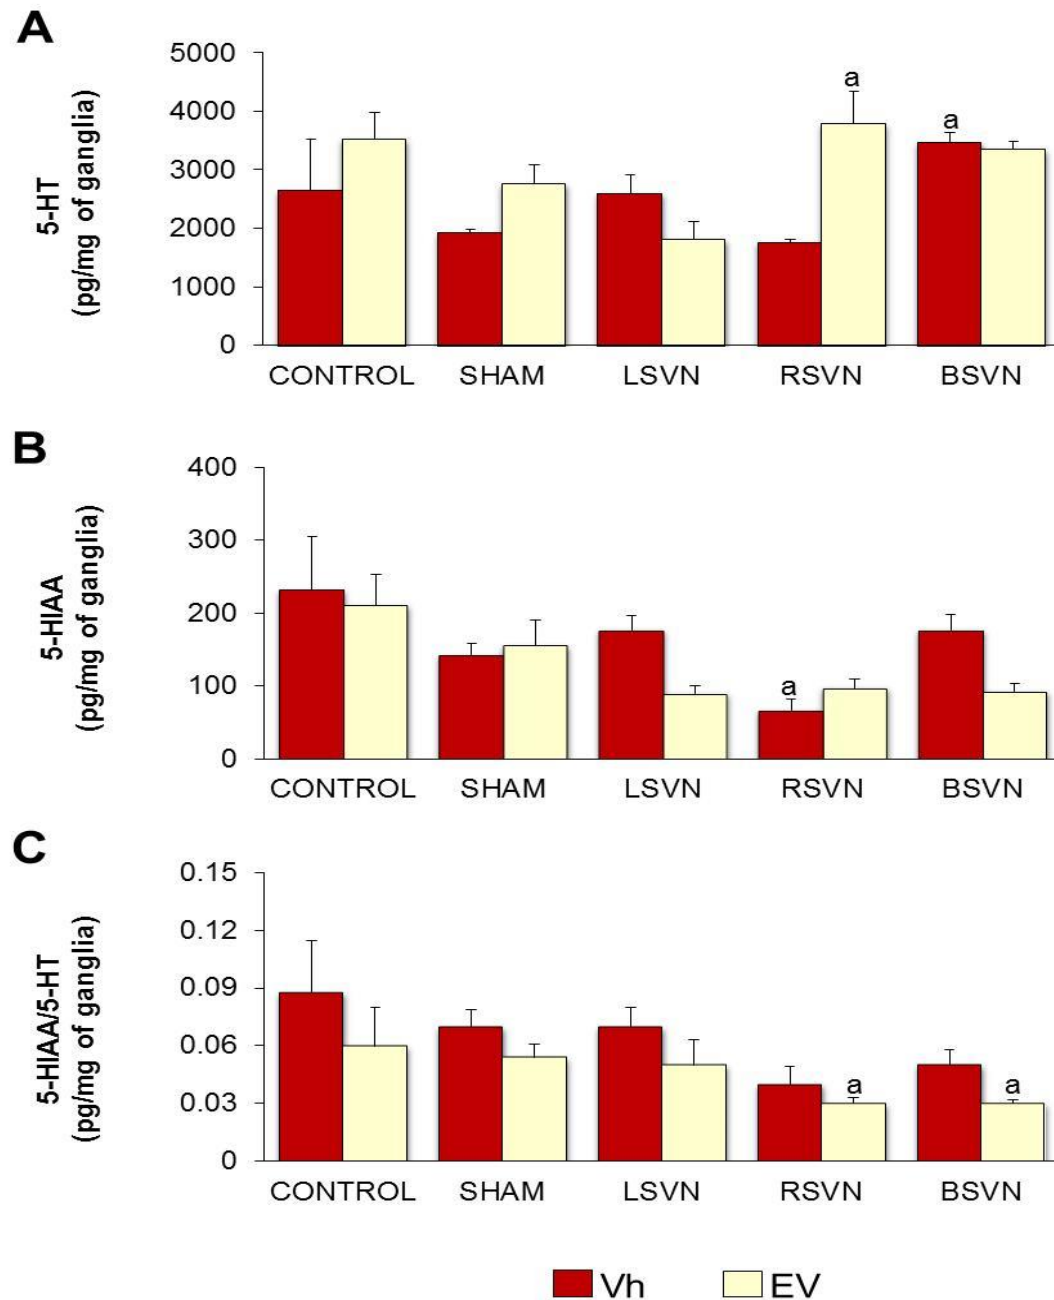 A
5-HT
(pg/mg of ganglia)
5000
4000
3000
2000
1000
0
a
a
CONTROL SHAM LSVN RSVN BSVN
B
5-HIAA
(pg/mg of ganglia)
400
300
200
100
0
a
CONTROL SHAM LSVN RSVN BSVN
C
5-HIAA/5-HT
(pg/mg of ganglia)
0.15
0.12
0.09
0.06
0.03
0
a a
CONTROL SHAM LSVN RSVN BSVN
Vh EV